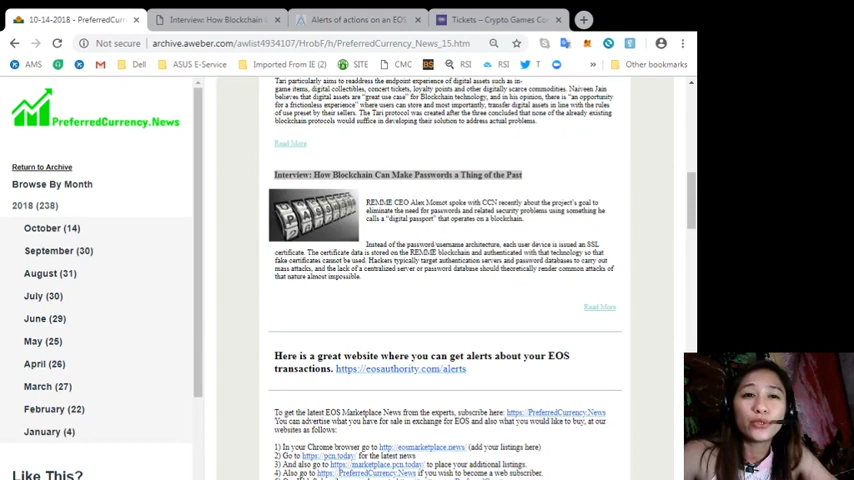 10-14-2018 - PreferredCurr
Interview: How Blockchain C
Alerts of actions on an EOS
Tickets – Crypto Games Con
Not secure
archive.aweber.com/awlist4934107/HrobF/h/PreferredCurrency_News_15.htm
AMS
Dell
ASUS E-Service
Imported From IE (2)
SITE
CMC
BS
RSI
RSI
T
»
Other bookmarks
PreferredCurrency.News
Return to Archive
Browse By Month
2018 (238)
October (14)
September (30)
August (31)
July (30)
June (29)
May (25)
April (26)
March (27)
February (22)
January (4)
Like This?
Tari particularly aims to readdress the endpoint experience of digital assets such as in-
game items, digital collectibles, concert tickets, loyalty points and other digitally scarce commodities. Naiveen Jain
believes that digital assets are "great use case" for Blockchain technology, and in his opinion, there is "an opportunity
for a frictionless experience" where users can store and most importantly, transfer digital assets in line with the rules
of use preset by their sellers. The Tari protocol was created after the three concluded that none of the already existing
blockchain protocols would suffice in developing their solution to address actual problems.
Read More
Interview: How Blockchain Can Make Passwords a Thing of the Past
REMME CEO Alex Momot spoke with CCN recently about the project's goal to
eliminate the need for passwords and related security problems using something he
calls a "digital passport" that operates on a blockchain.
Instead of the password/username architecture, each user device is issued an SSL
certificate. The certificate data is stored on the REMME blockchain and authenticated with that technology so that
fake certificates cannot be used. Hackers typically target authentication servers and password databases to carry out
mass attacks, and the lack of a centralized server or password database should theoretically render common attacks of
that nature almost impossible.
Read More
Here is a great website where you can get alerts about your EOS
transactions. https://eosauthority.com/alerts
To get the latest EOS Marketplace News from the experts, subscribe here: https://PreferredCurrency.News
You can advertise what you have for sale in exchange for EOS and also what you would like to buy, at our
websites as follows:
1) In your Chrome browser go to http://eosmarketplace.news/ (add your listings here)
2) Go to https://pcn.today/ for the latest news
3) And also go to https://marketplace.pcn.today/ to place your additional listings.
4) Also go to https://PreferredCurrency.News if you wish to become a web subscriber.